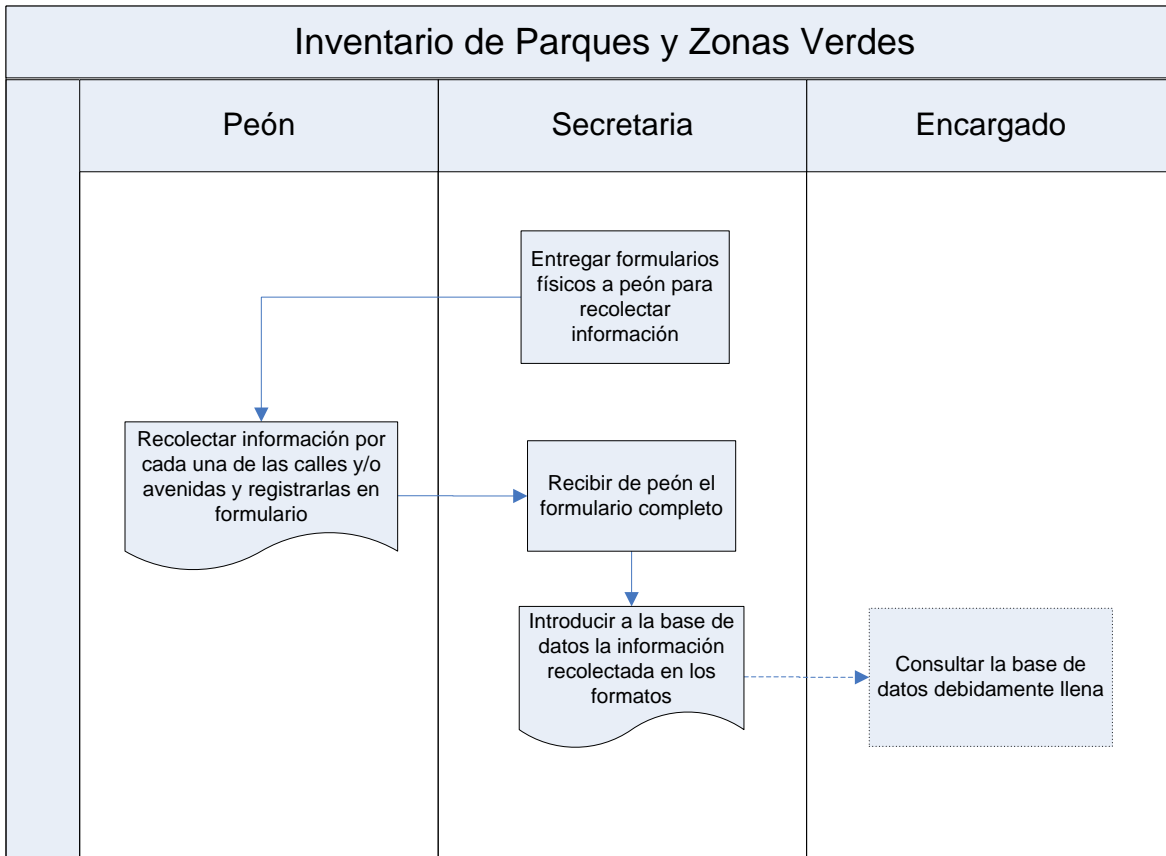 Inventario de Parques y Zonas Verdes
Peón
Secretaria
Encargado
Entregar formularios
físicos a peón para
recolectar
información
Recolectar información por
cada una de las calles y/o
avenidas y registrarlas en
formulario
Recibir de peón el
formulario completo
Introducir a la base de
datos la información
recolectada en los
formatos
Consultar la base de
datos debidamente llena